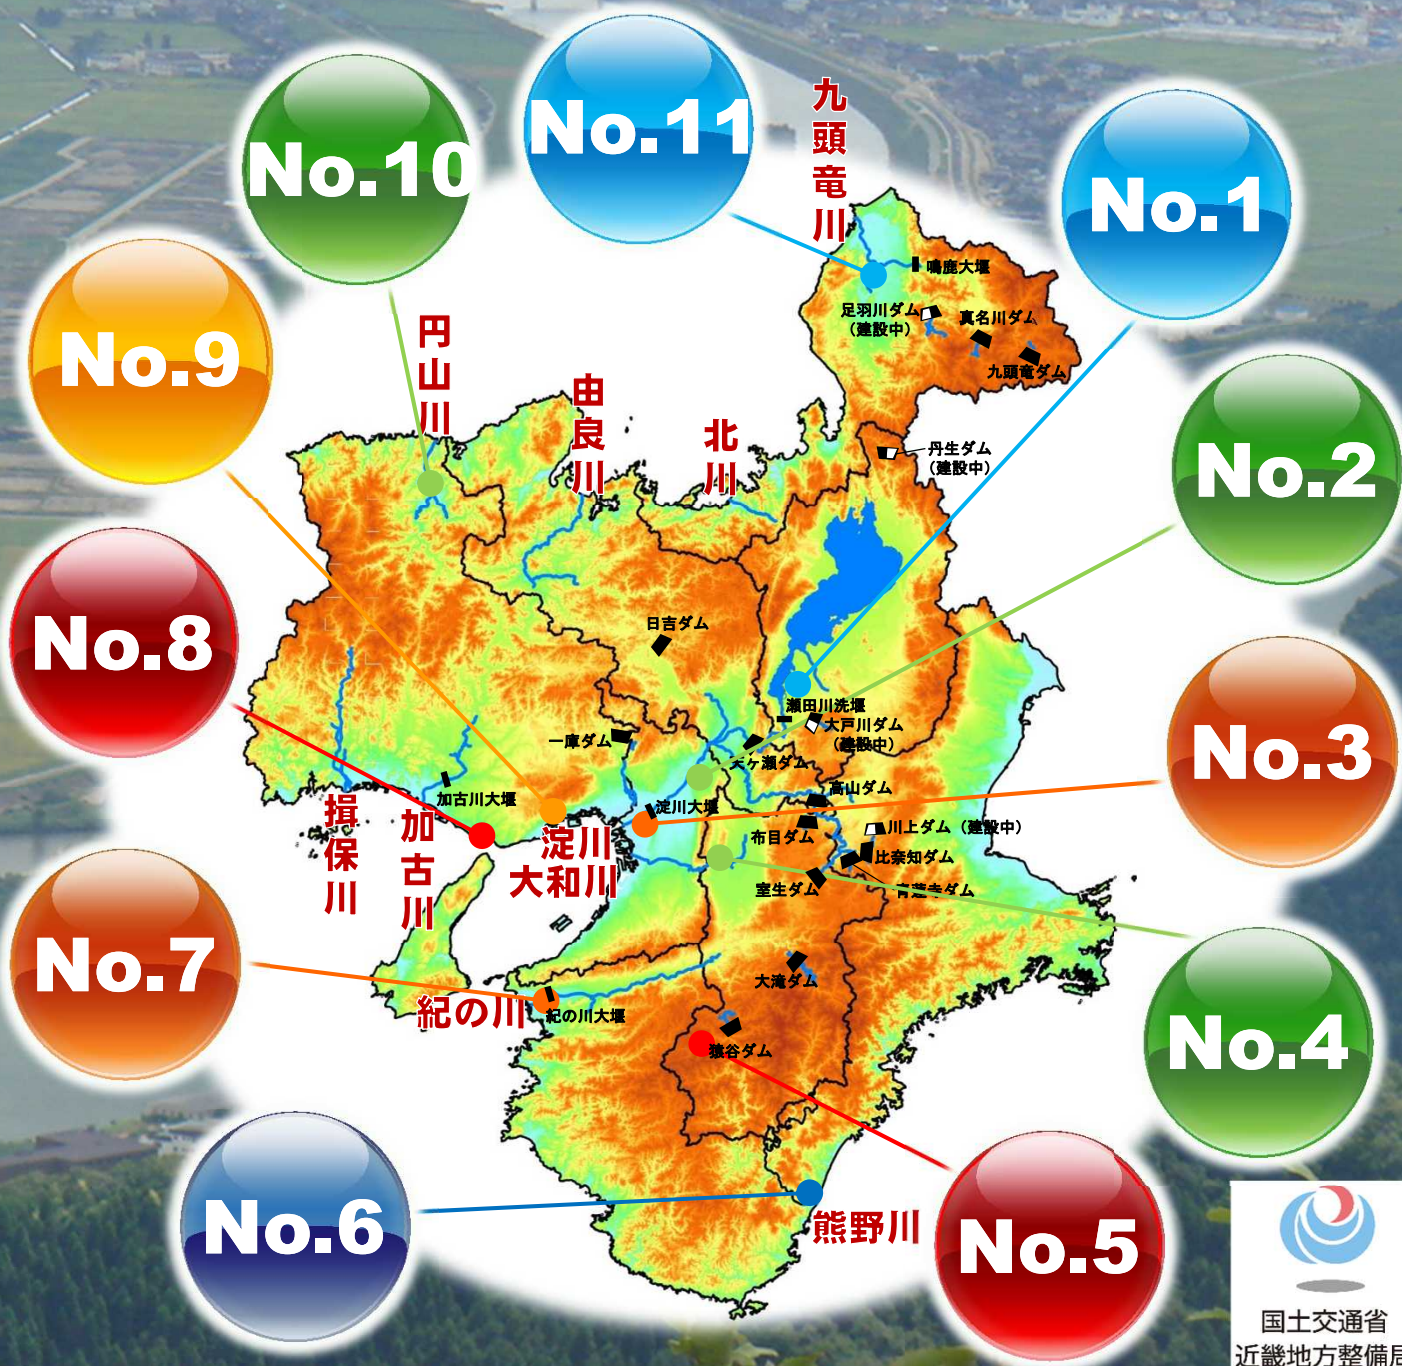 No.11
No.10
No.1
九頭竜川
鳴鹿大堰
足羽川ダム
(建設中)
真名川ダム
九頭竜ダム
No.9
円山川
由良川
北川
丹生ダム
(建設中)
No.2
No.8
日吉ダム
瀬田川洗堰
大戸川ダム
(建設中)
一庫ダム
天ヶ瀬ダム
No.3
加古川大堰
淀川大堰
高山ダム
揖保川
加古川
淀川
大和川
布目ダム
川上ダム (建設中)
比奈知ダム
室生ダム
青蓮寺ダム
No.7
大滝ダム
紀の川
紀の川大堰
猿谷ダム
No.4
No.6
熊野川
No.5
国土交通省
近畿地方整備局